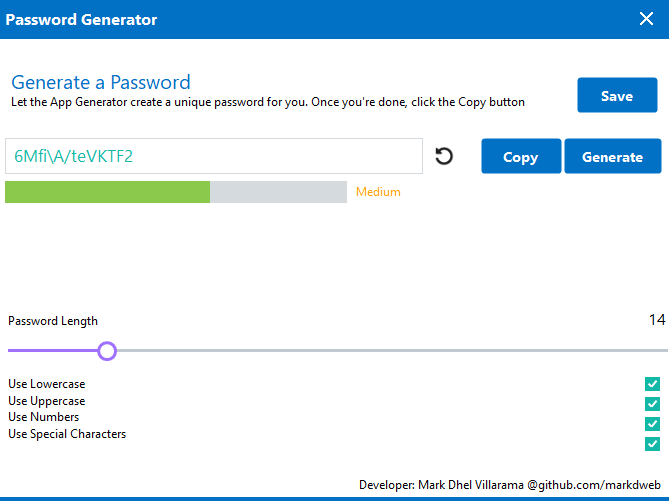 Password Generator
Generate a Password
Let the App Generator create a unique password for you. Once you're done, click the Copy button
Save
6Mfi\A/teVKTF2
Copy
Generate
Medium
Password Length
14
Use Lowercase
Use Uppercase
Use Numbers
Use Special Characters
Developer: Mark Dhel Villarama @github.com/markdweb